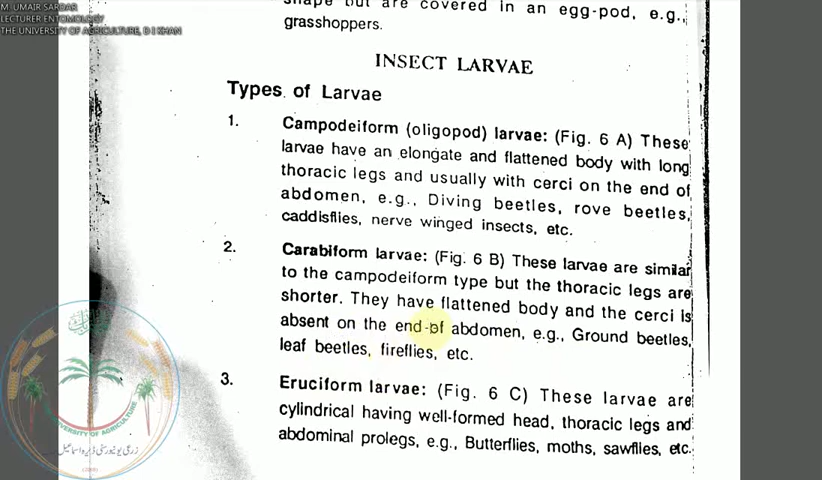 M. UMAIR SARDAR
LECTURER ENTOMOLOGY
THE UNIVERSITY OF AGRICULTURE, D I KHAN
shape but are covered in an egg-pod, e.g.,
grasshoppers.
INSECT LARVAE
Types of Larvae
1. Campodeiform (oligopod) larvae: (Fig. 6 A) These
larvae have an elongate and flattened body with long
thoracic legs and usually with cerci on the end of
abdomen, e.g., Diving beetles, rove beetles,
caddisflies, nerve winged insects, etc.
2. Carabiform larvae: (Fig. 6 B) These larvae are similar
to the campodeiform type but the thoracic legs are
shorter. They have flattened body and the cerci is
absent on the end of abdomen, e.g., Ground beetles,
leaf beetles, fireflies, etc.
3. Eruciform larvae: (Fig. 6 C) These larvae are
cylindrical having well-formed head, thoracic legs and
abdominal prolegs, e.g., Butterflies, moths, sawflies, etc.
UNIVERSITY OF AGRICULTURE